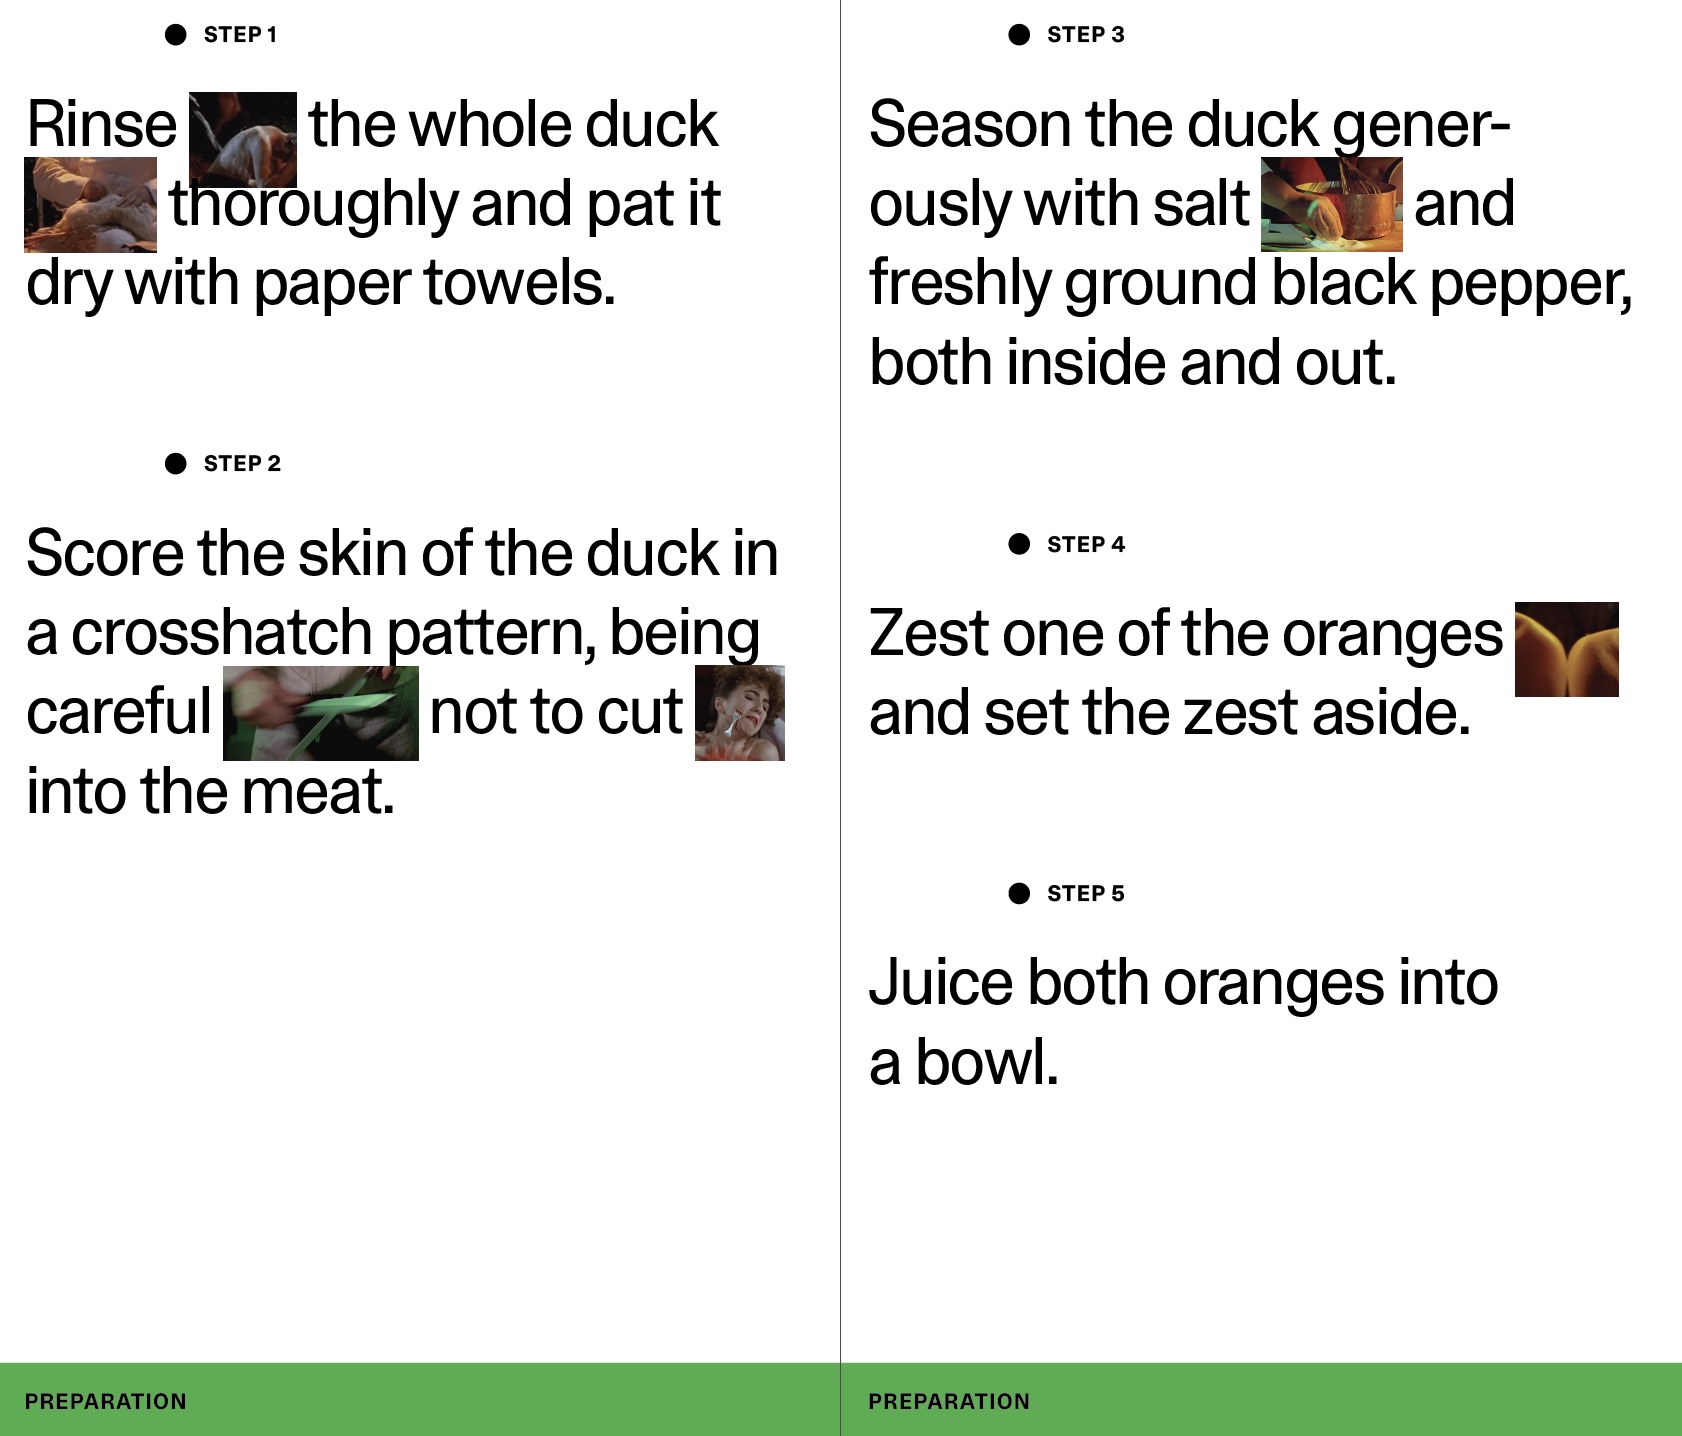 STEP 1
Rinse the whole duck
thoroughly and pat it
dry with paper towels.
STEP 2
Score the skin of the duck in
a crosshatch pattern, being
careful not to cut
into the meat.
PREPARATION
STEP 3
Season the duck gener-
ously with salt and
freshly ground black pepper,
both inside and out.
STEP 4
Zest one of the oranges
and set the zest aside.
STEP 5
Juice both oranges into
a bowl.
PREPARATION